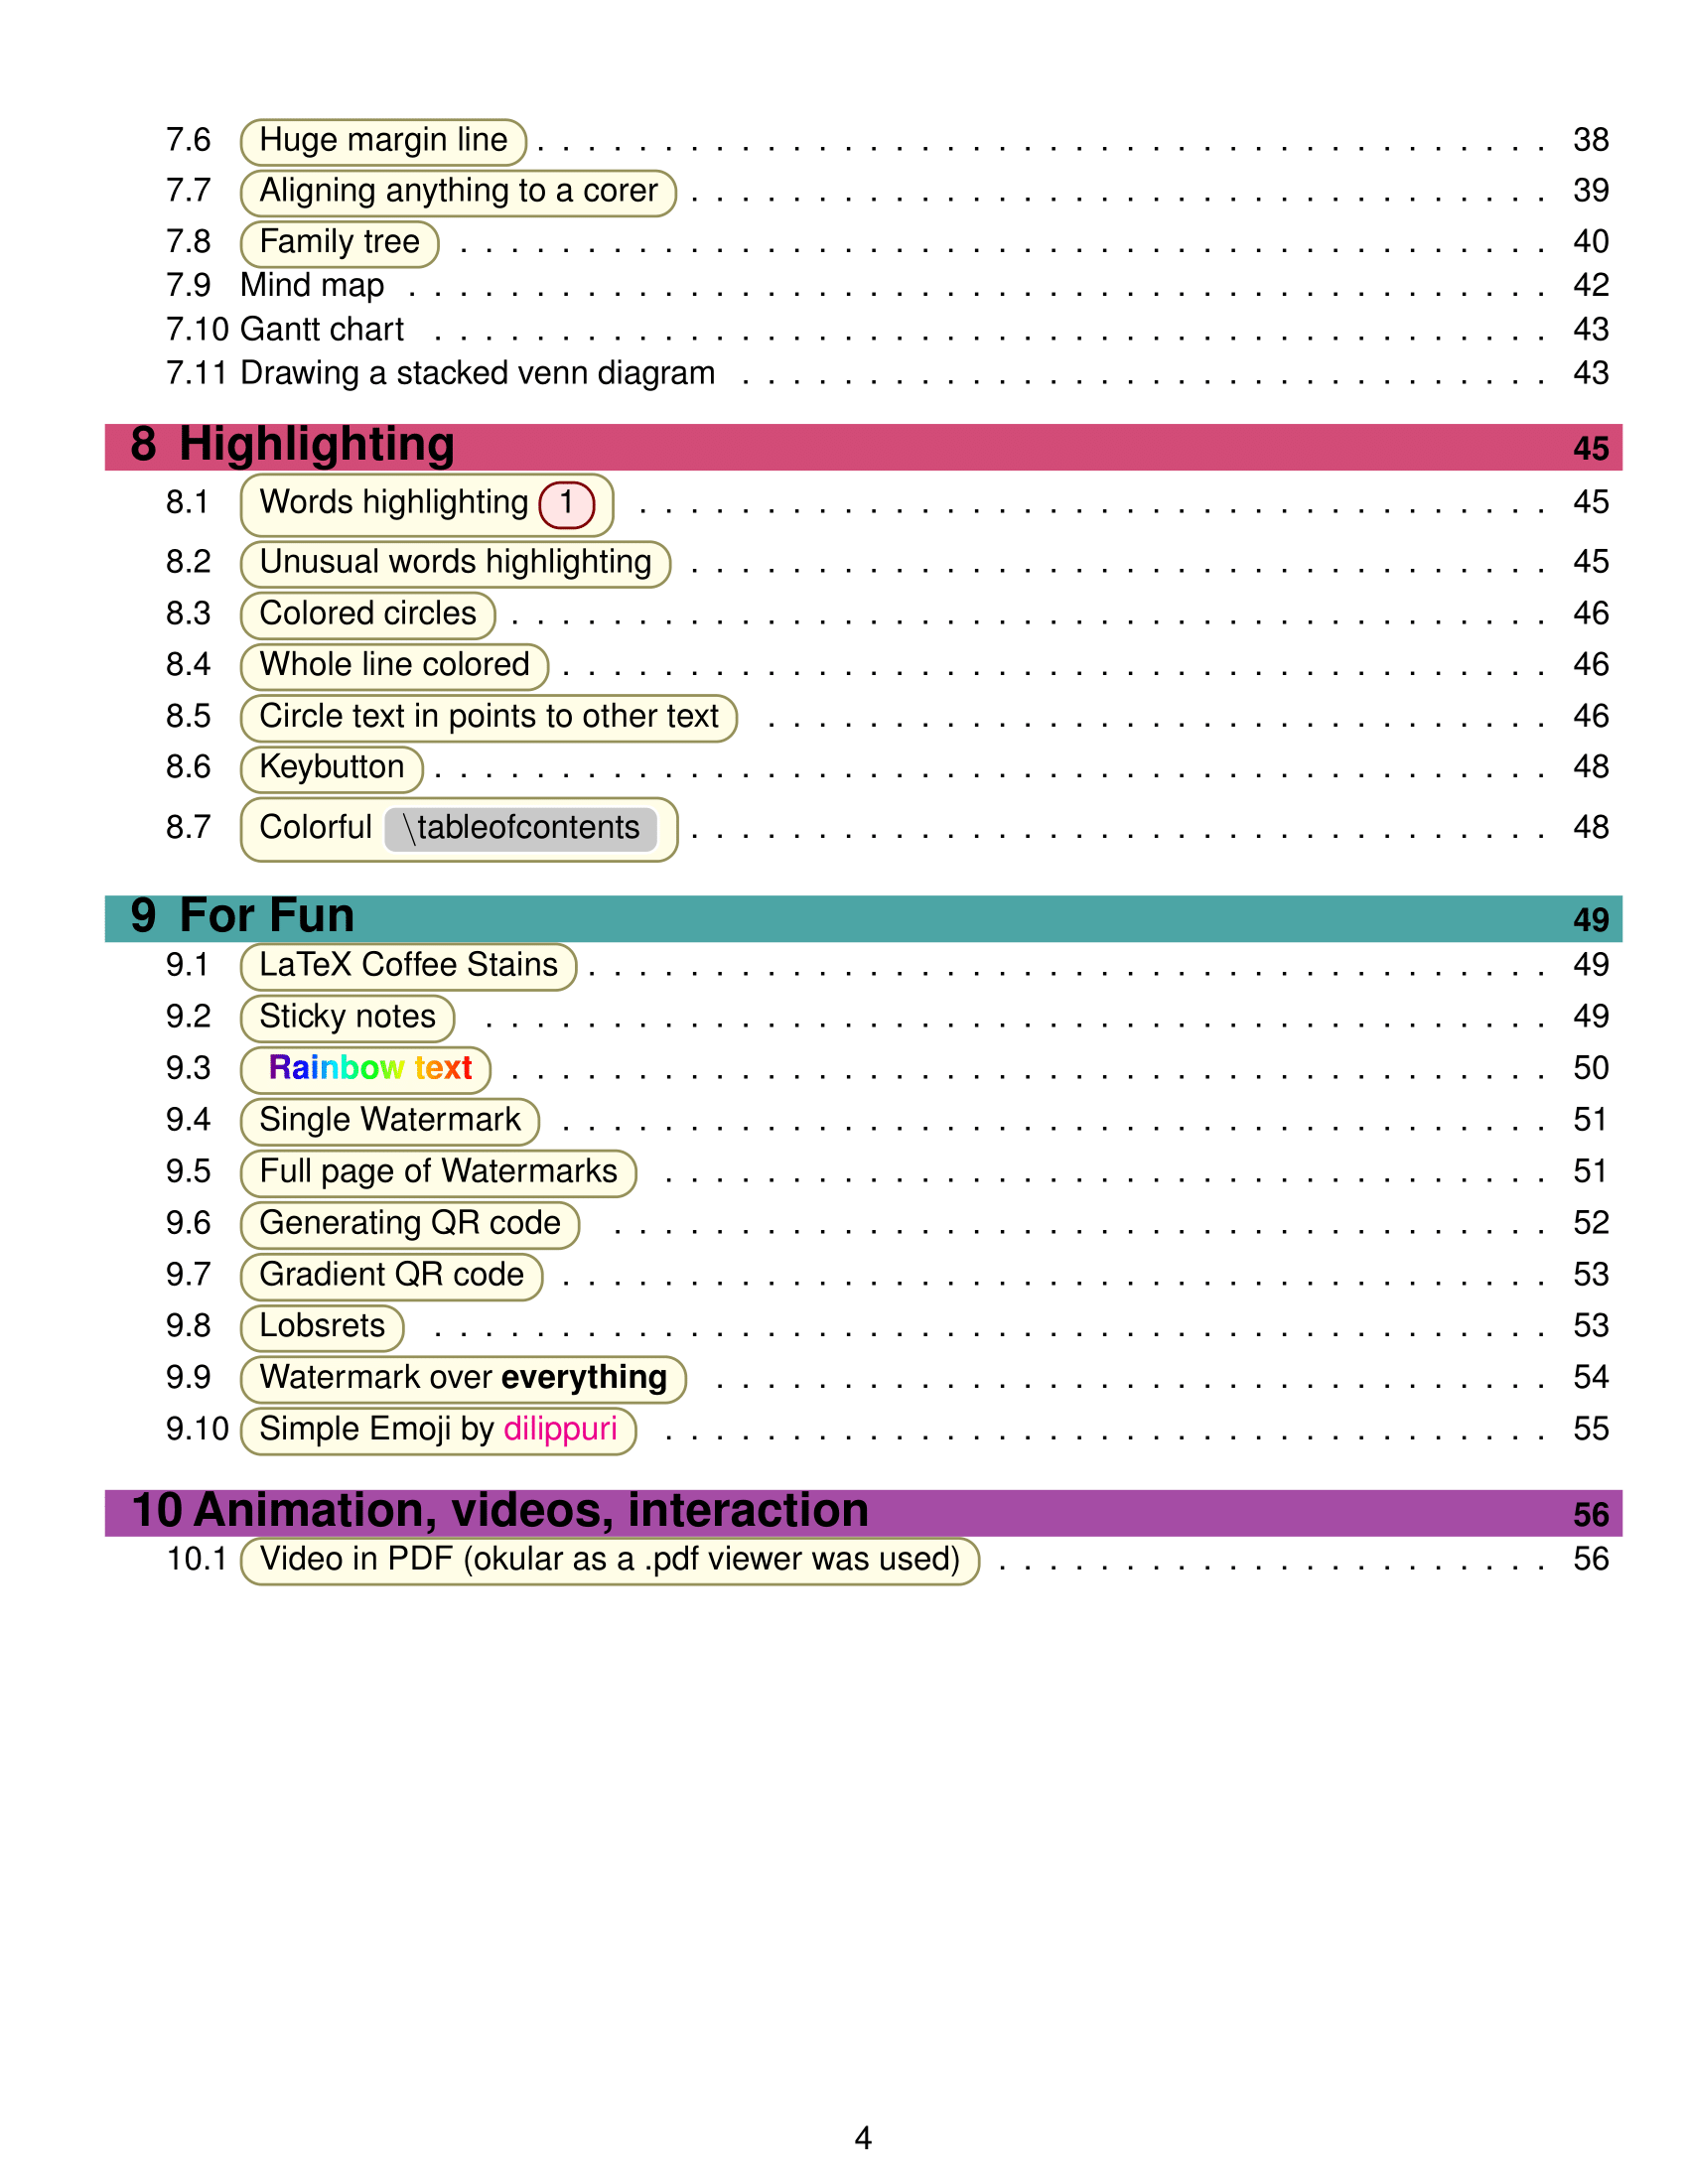 7.6 Huge margin line . . . . . . . . . . . . . . . . . . . . . . . . . . . . . . . . . . . . . . . . 38
7.7 Aligning anything to a corer . . . . . . . . . . . . . . . . . . . . . . . . . . . . . . . . . . 39
7.8 Family tree . . . . . . . . . . . . . . . . . . . . . . . . . . . . . . . . . . . . . . . . . . . 40
7.9 Mind map . . . . . . . . . . . . . . . . . . . . . . . . . . . . . . . . . . . . . . . . . . . . . 42
7.10 Gantt chart . . . . . . . . . . . . . . . . . . . . . . . . . . . . . . . . . . . . . . . . . . . . 43
7.11 Drawing a stacked venn diagram . . . . . . . . . . . . . . . . . . . . . . . . . . . . . . . . 43
8 Highlighting 45
8.1 Words highlighting 1 . . . . . . . . . . . . . . . . . . . . . . . . . . . . . . . . . . . . 45
8.2 Unusual words highlighting . . . . . . . . . . . . . . . . . . . . . . . . . . . . . . . . . . 45
8.3 Colored circles . . . . . . . . . . . . . . . . . . . . . . . . . . . . . . . . . . . . . . . . . 46
8.4 Whole line colored . . . . . . . . . . . . . . . . . . . . . . . . . . . . . . . . . . . . . . . 46
8.5 Circle text in points to other text . . . . . . . . . . . . . . . . . . . . . . . . . . . . . . . 46
8.6 Keybutton . . . . . . . . . . . . . . . . . . . . . . . . . . . . . . . . . . . . . . . . . . . . 48
8.7 Colorful \tableofcontents . . . . . . . . . . . . . . . . . . . . . . . . . . . . . . . . . . 48
9 For Fun 49
9.1 LaTeX Coffee Stains . . . . . . . . . . . . . . . . . . . . . . . . . . . . . . . . . . . . . . 49
9.2 Sticky notes . . . . . . . . . . . . . . . . . . . . . . . . . . . . . . . . . . . . . . . . . . 49
9.3 Rainbow text . . . . . . . . . . . . . . . . . . . . . . . . . . . . . . . . . . . . . . . . . 50
9.4 Single Watermark . . . . . . . . . . . . . . . . . . . . . . . . . . . . . . . . . . . . . . . 51
9.5 Full page of Watermarks . . . . . . . . . . . . . . . . . . . . . . . . . . . . . . . . . . . 51
9.6 Generating QR code . . . . . . . . . . . . . . . . . . . . . . . . . . . . . . . . . . . . . 52
9.7 Gradient QR code . . . . . . . . . . . . . . . . . . . . . . . . . . . . . . . . . . . . . . . 53
9.8 Lobsrets . . . . . . . . . . . . . . . . . . . . . . . . . . . . . . . . . . . . . . . . . . . . 53
9.9 Watermark over everything . . . . . . . . . . . . . . . . . . . . . . . . . . . . . . . . . 54
9.10 Simple Emoji by dilippuri . . . . . . . . . . . . . . . . . . . . . . . . . . . . . . . . . . . 55
10 Animation, videos, interaction 56
10.1 Video in PDF (okular as a .pdf viewer was used) . . . . . . . . . . . . . . . . . . . . . . 56
4